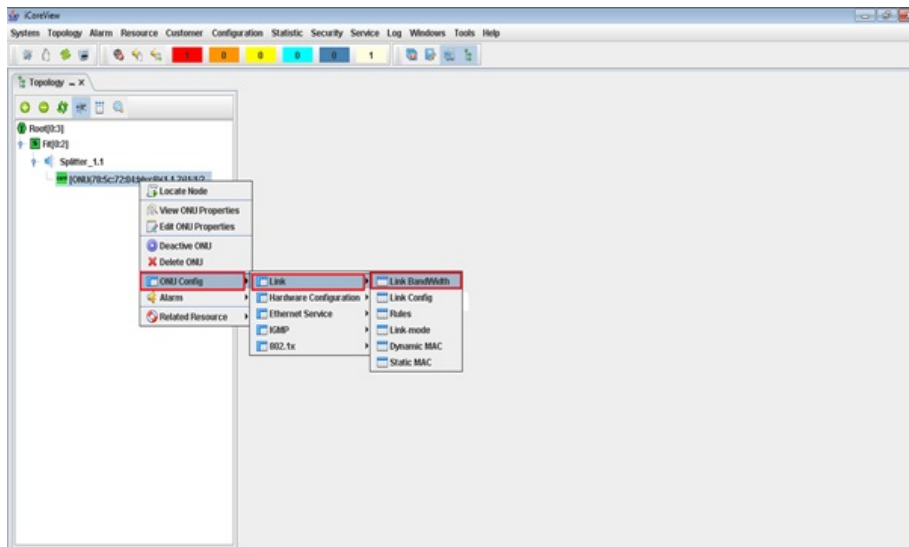 iCoreView
System Topology Alarm Resource Customer Configuration Statistic Security Service Log Windows Tools Help
1 0 0 0 0 1
Topology
Root[0:3]
[0:2]
Splitter_1.1
Locate Node
View ONU Properties
Edit ONU Properties
Deactive ONU
Delete ONU
ONU Config
Alarm
Related Resource
Link
Hardware Configuration
Ethernet Service
IGMP
802.1x
Link BandWidth
Link Config
Rules
Link-mode
Dynamic MAC
Static MAC